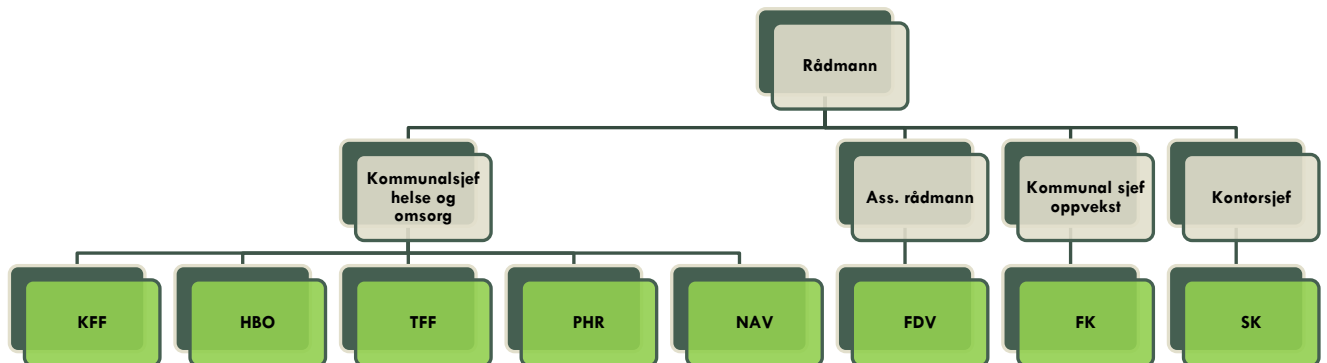 Rådmann
Kommunalsjef
helse og
omsorg
Ass. rådmann
Kommunal sjef
oppvekst
Kontorsjef
KFF
HBO
TFF
PHR
NAV
FDV
FK
SK